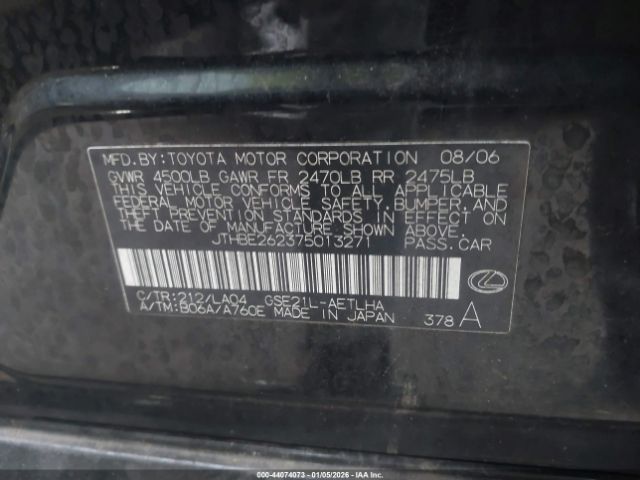 MFD.BY:TOYOTA MOTOR CORPORATION 08/06
GVWR 4500LB GAWR FR 2470LB RR 2475LB
THIS VEHICLE CONFORMS TO ALL APPLICABLE
FEDERAL MOTOR VEHICLE SAFETY,BUMPER, AND
THEFT PREVENTION STANDARDS IN EFFECT ON
THE DATE OF MANUFACTURE SHOWN ABOVE.
JTHBE262375013271 PASS.CAR
C/TR:212/LA04 GSE21L-AETLHA
A/TM:B06A/A760E MADE IN JAPAN 378 A
000-44074073 - 01/05/2026 - IAA Inc.